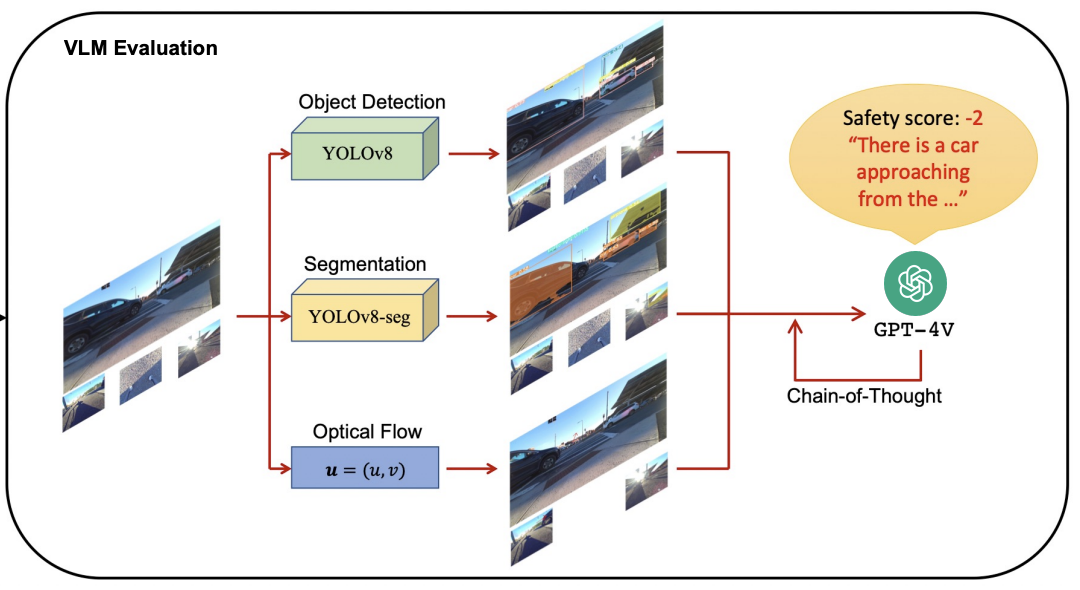 VLM Evaluation
Object Detection
YOLOv8
Segmentation
YOLOv8-seg
Optical Flow
u = (u, v)
Safety score: -2
“There is a car
approaching
from the ...”
GPT-4V
Chain-of-Thought